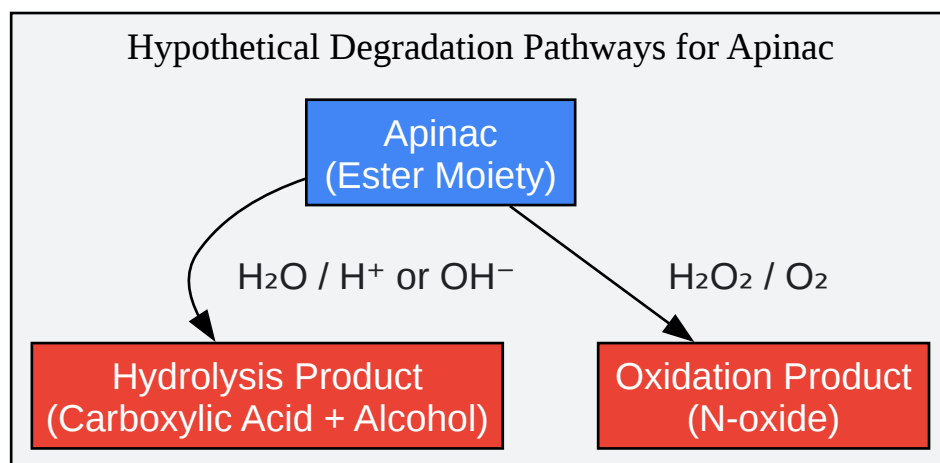 Hypothetical Degradation Pathways for Apinac
Apinac
(Ester Moiety)
H₂O / H⁺ or OH⁻
H₂O₂ / O₂
Hydrolysis Product
(Carboxylic Acid + Alcohol)
Oxidation Product
(N-oxide)